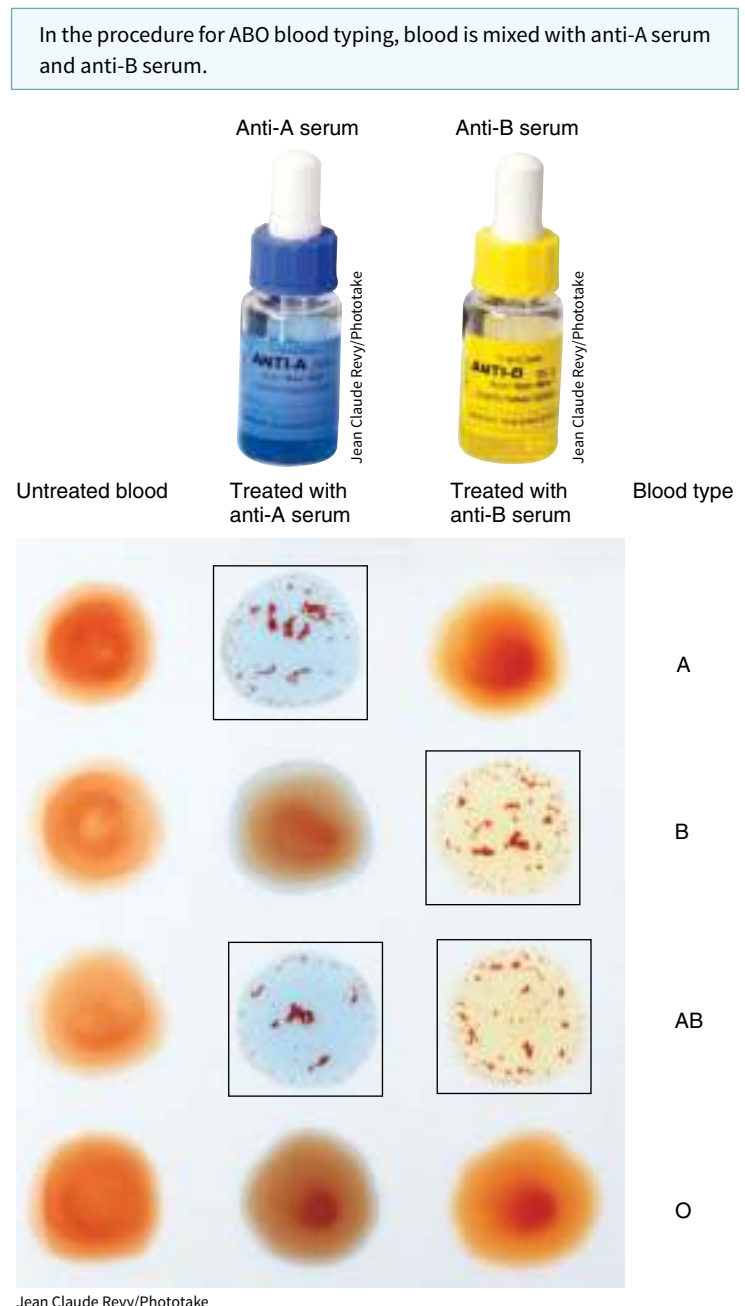 In the procedure for ABO blood typing, blood is mixed with anti-A serum
and anti-B serum.
Anti-A serum
Anti-B serum
ANTI-A
Jean Claude Revy/Phototake
ANTI-B
Jean Claude Revy/Phototake
Untreated blood
Treated with
anti-A serum
Treated with
anti-B serum
Blood type
A
B
AB
O
Jean Claude Revy/Phototake